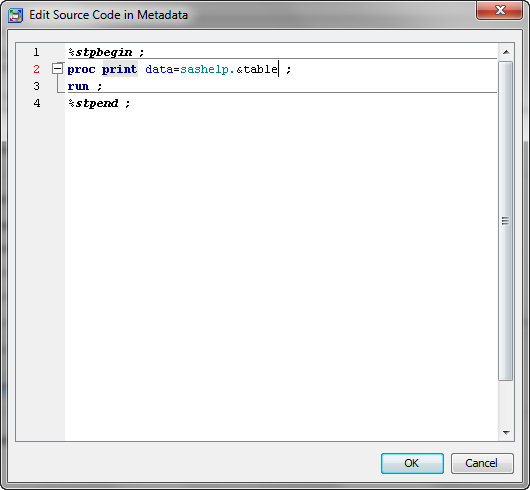 Edit Source Code in Metadata
1 %stpbegin ;
2 proc print data=sashelp.&table ;
3 run ;
4 %stpend ;
OK Cancel